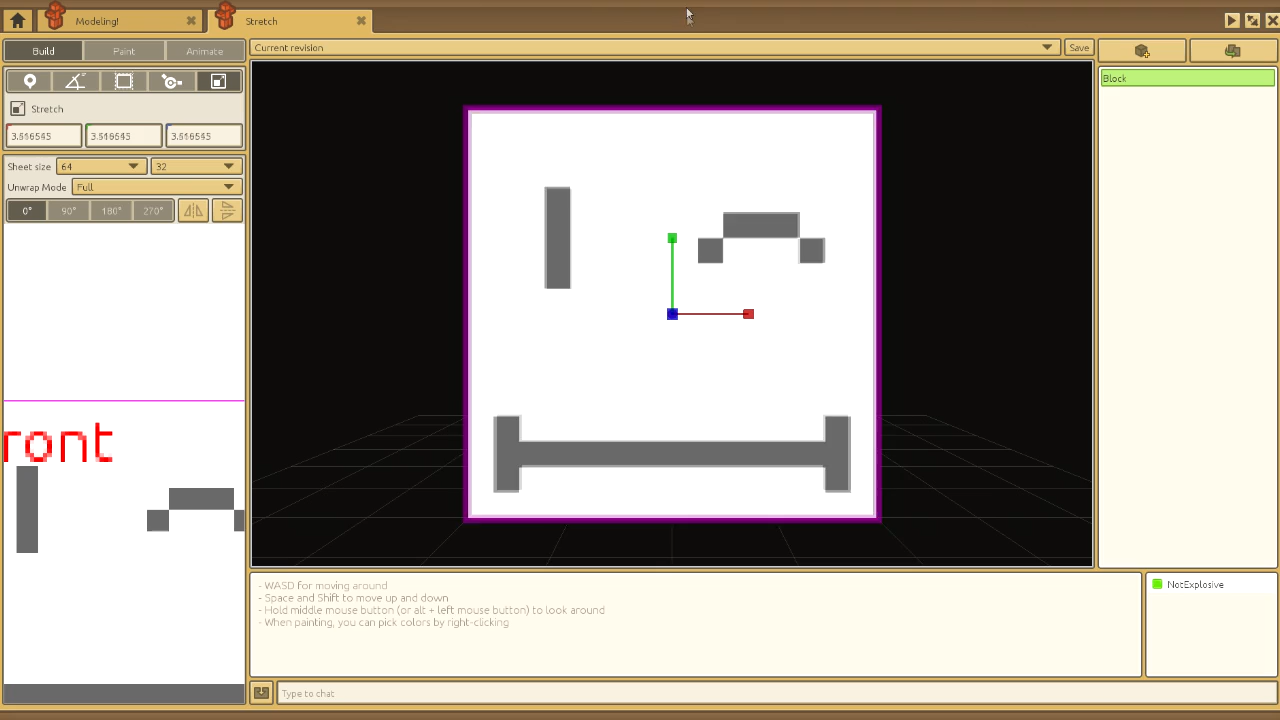 Modeling!
Stretch
Build
Paint
Animate
Current revision
Save
Block
Stretch
3.516545
3.516545
3.516545
Sheet size
64
32
Unwrap Mode
Full
0°
90°
180°
270°
ront
- WASD for moving around
- Space and Shift to move up and down
- Hold middle mouse button (or alt + left mouse button) to look around
- When painting, you can pick colors by right-clicking
NotExplosive
Type to chat